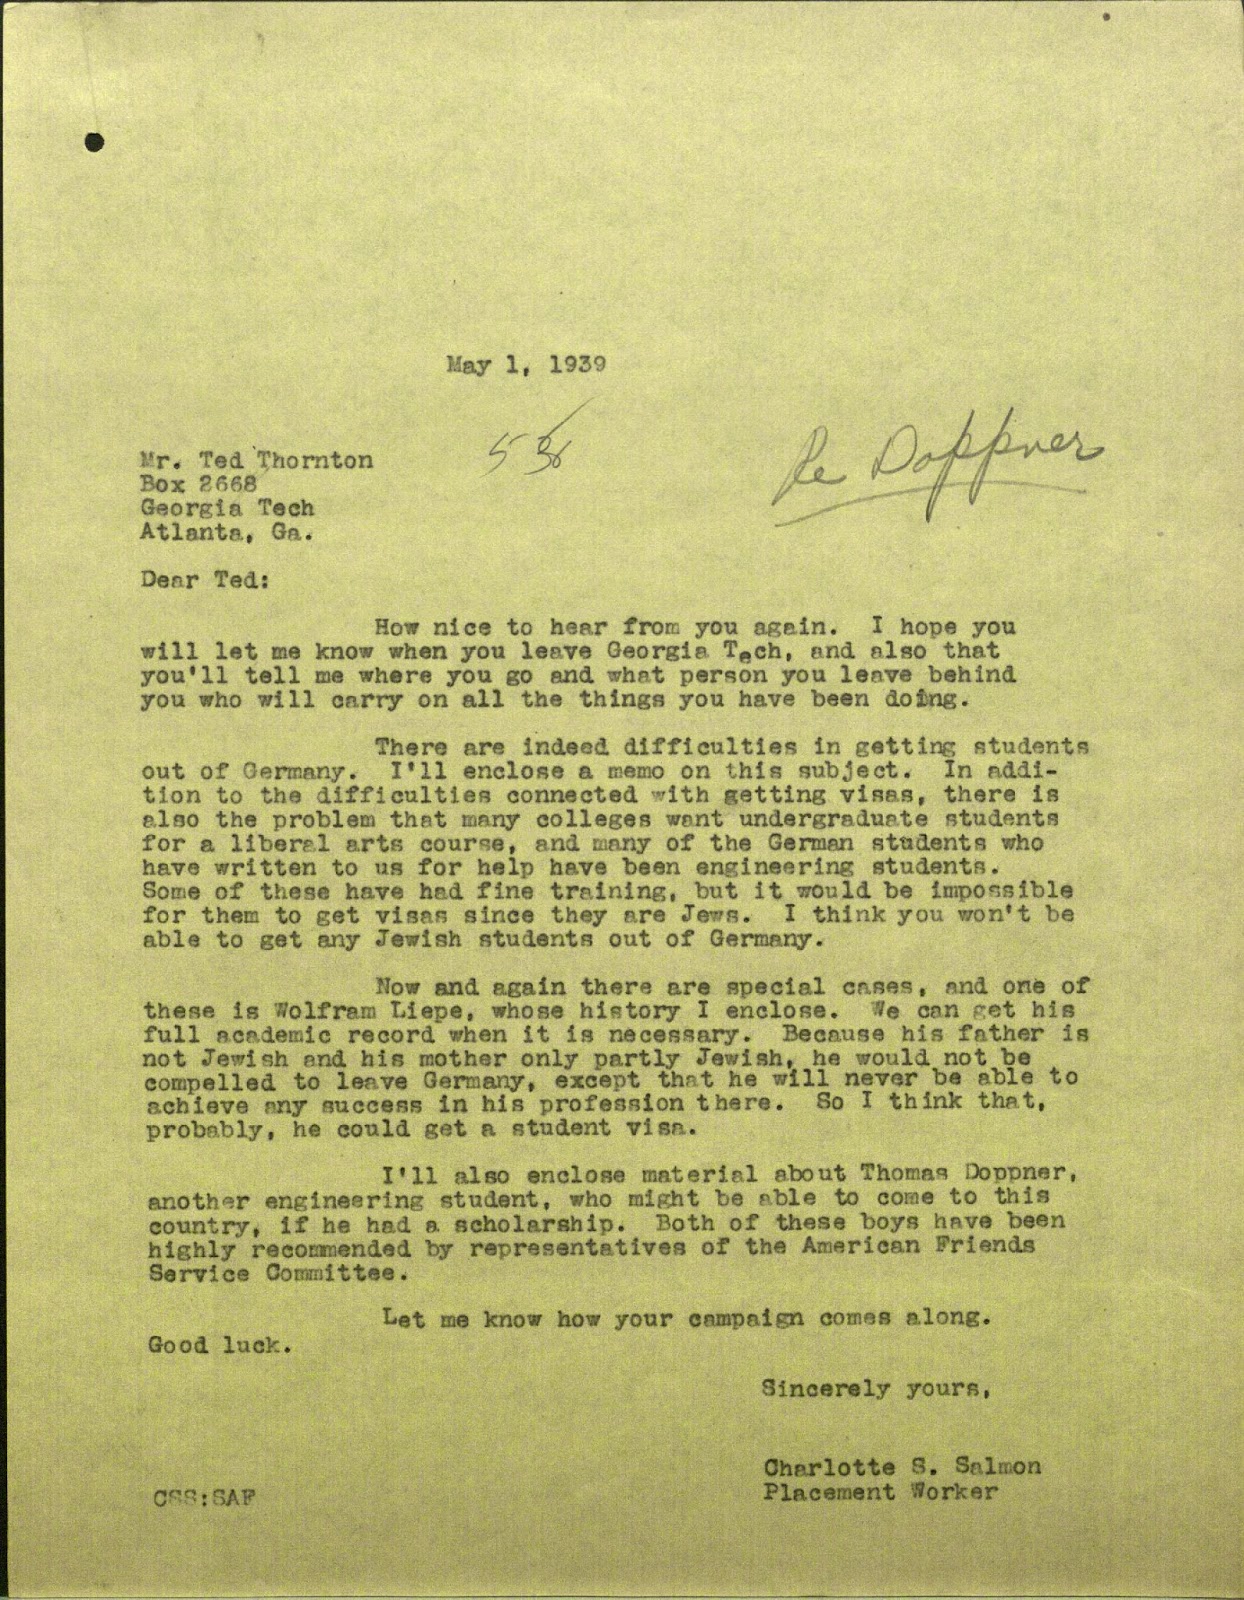 May 1, 1939
Re Doppner
Mr. Ted Thornton
Box 2668
Georgia Tech
Atlanta, Ga.
Dear Ted:
How nice to hear from you again. I hope you
will let me know when you leave Georgia Tech, and also that
you'll tell me where you go and what person you leave behind
you who will carry on all the things you have been doing.
There are indeed difficulties in getting students
out of Germany. I'll enclose a memo on this subject. In addi-
tion to the difficulties connected with getting visas, there is
also the problem that many colleges want undergraduate students
for a liberal arts course, and many of the German students who
have written to us for help have been engineering students.
Some of these have had fine training, but it would be impossible
for them to get visas since they are Jews. I think you won't be
able to get any Jewish students out of Germany.
Now and again there are special cases, and one of
these is Wolfram Liepe, whose history I enclose. We can get his
full academic record when it is necessary. Because his father is
not Jewish and his mother only partly Jewish, he would not be
compelled to leave Germany, except that he will never be able to
achieve any success in his profession there. So I think that,
probably, he could get a student visa.
I'll also enclose material about Thomas Doppner,
another engineering student, who might be able to come to this
country, if he had a scholarship. Both of these boys have been
highly recommended by representatives of the American Friends
Service Committee.
Let me know how your campaign comes along.
Good luck.
Sincerely yours,
Charlotte S. Salmon
Placement Worker
CSS:SAF